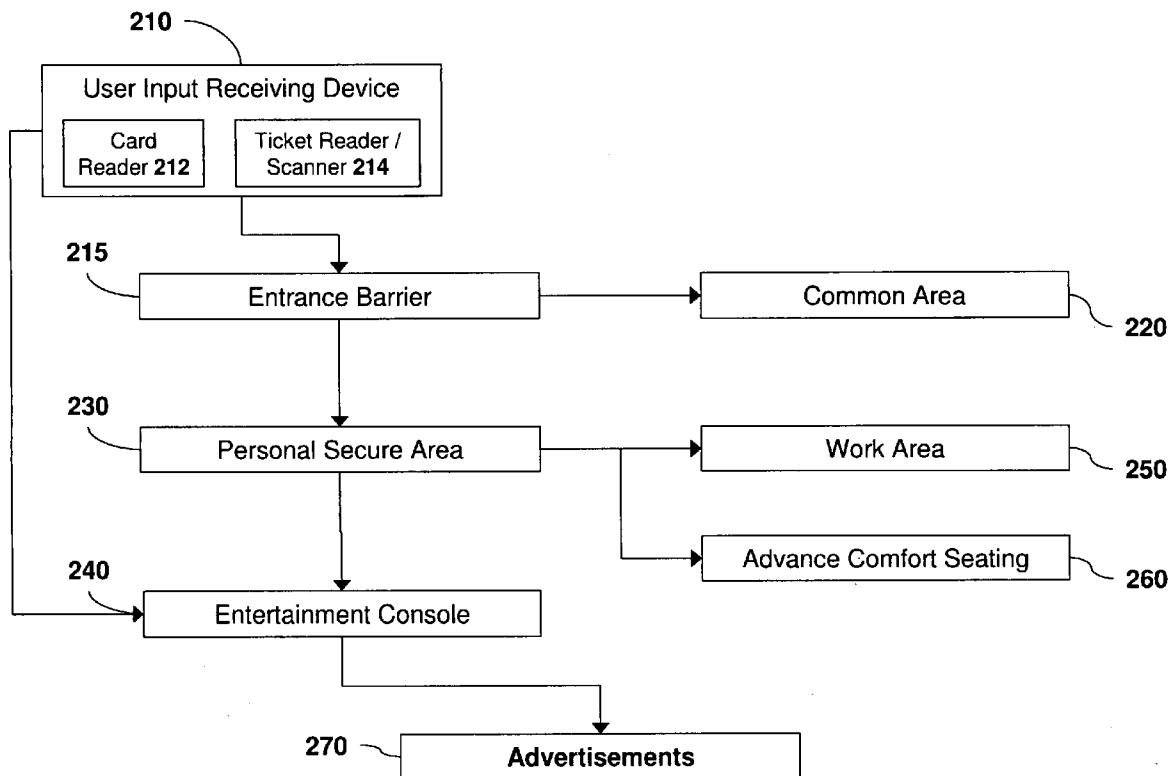 210
User Input Receiving Device
Card
Reader 212
Ticket Reader /
Scanner 214
215
Entrance Barrier
Common Area
220
230
Personal Secure Area
Work Area
250
Advance Comfort Seating
260
240
Entertainment Console
270
Advertisements